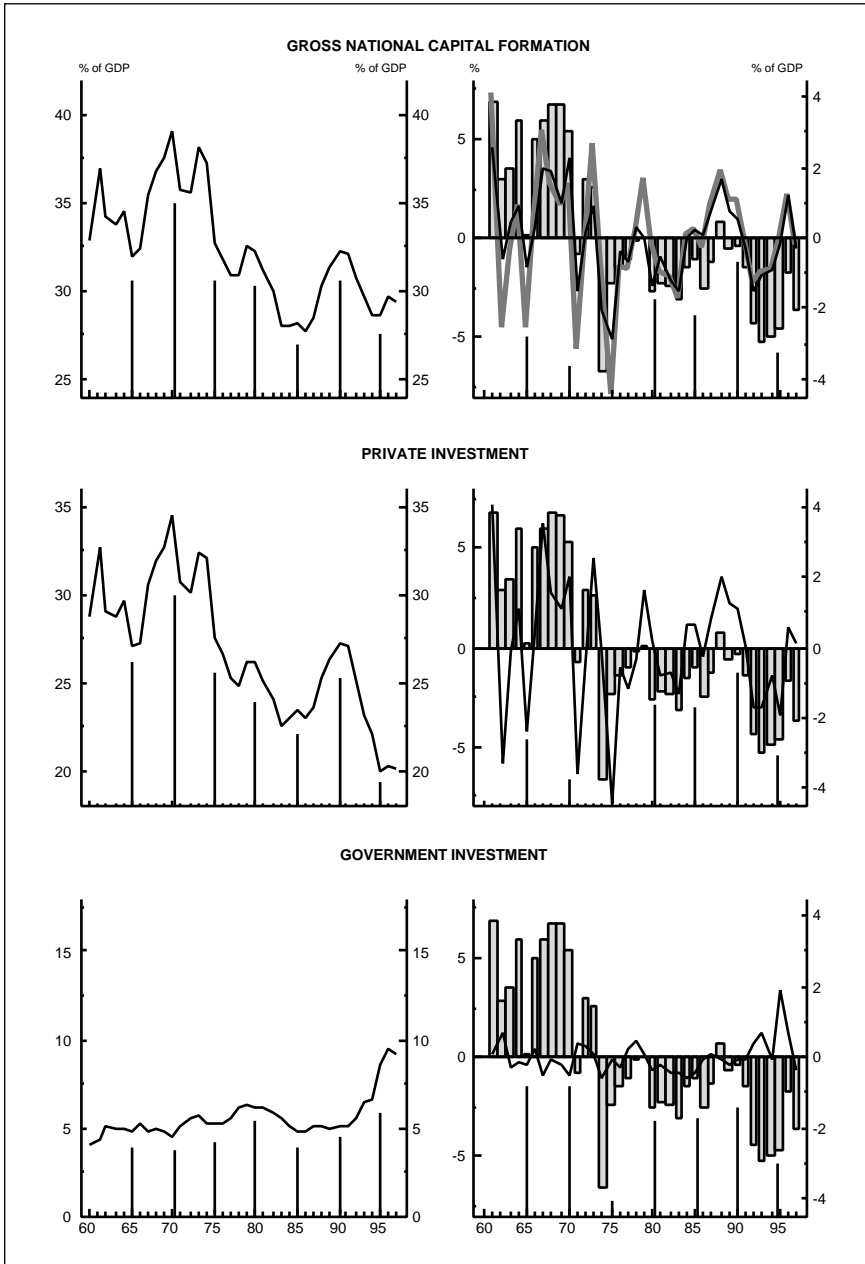 GROSS NATIONAL CAPITAL FORMATION
% of GDP % of GDP % % of GDP
40 40 5 4
35 35 0 2
30 30 -5 0
25 25 -2
-4
PRIVATE INVESTMENT
35 35 5 4
30 30 0 2
25 25 -5 0
20 20 -2
-4
GOVERNMENT INVESTMENT
15 15 5 4
10 10 0 2
5 5 -5 0
0 0 -2
-4
60 65 70 75 80 85 90 95 60 65 70 75 80 85 90 95